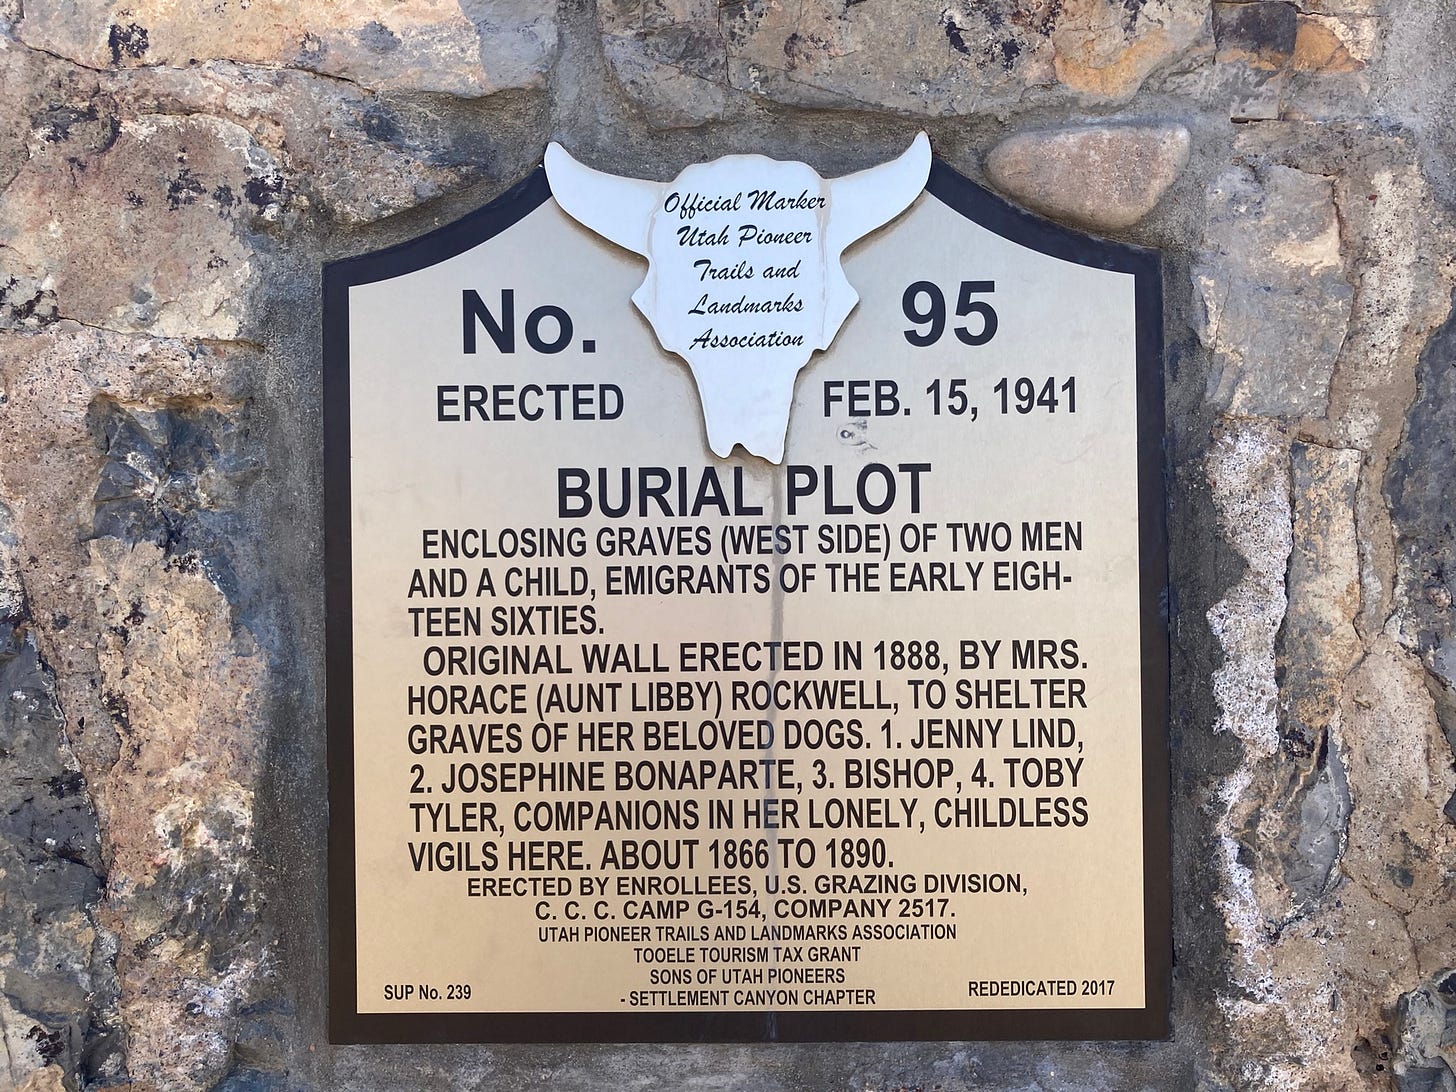 Official Marker
Utah Pioneer
Trails and
Landmarks
Association
No. 95
ERECTED FEB. 15, 1941
BURIAL PLOT
ENCLOSING GRAVES (WEST SIDE) OF TWO MEN
AND A CHILD, EMIGRANTS OF THE EARLY EIGH-
TEEN SIXTIES.
ORIGINAL WALL ERECTED IN 1888, BY MRS.
HORACE (AUNT LIBBY) ROCKWELL, TO SHELTER
GRAVES OF HER BELOVED DOGS. 1. JENNY LIND,
2. JOSEPHINE BONAPARTE, 3. BISHOP, 4. TOBY
TYLER, COMPANIONS IN HER LONELY, CHILDLESS
VIGILS HERE. ABOUT 1866 TO 1890.
ERECTED BY ENROLLEES, U.S. GRAZING DIVISION,
C. C. C. CAMP G-154, COMPANY 2517.
UTAH PIONEER TRAILS AND LANDMARKS ASSOCIATION
TOOELE TOURISM TAX GRANT
SONS OF UTAH PIONEERS
- SETTLEMENT CANYON CHAPTER
SUP No. 239
REDEDICATED 2017